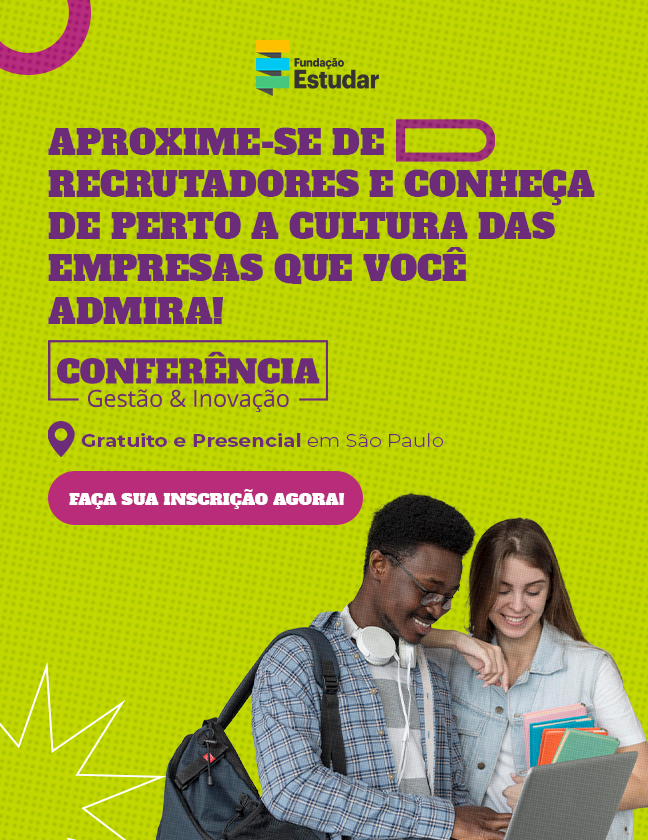 Fundação
Estudar
APROXIME-SE DE
RECRUTADORES E CONHEÇA
DE PERTO A CULTURA DAS
EMPRESAS QUE VOCÊ
ADMIRA!
CONFERÊNCIA
Gestão & Inovação
Gratuito e Presencial em São Paulo
FAÇA SUA INSCRIÇÃO AGORA!